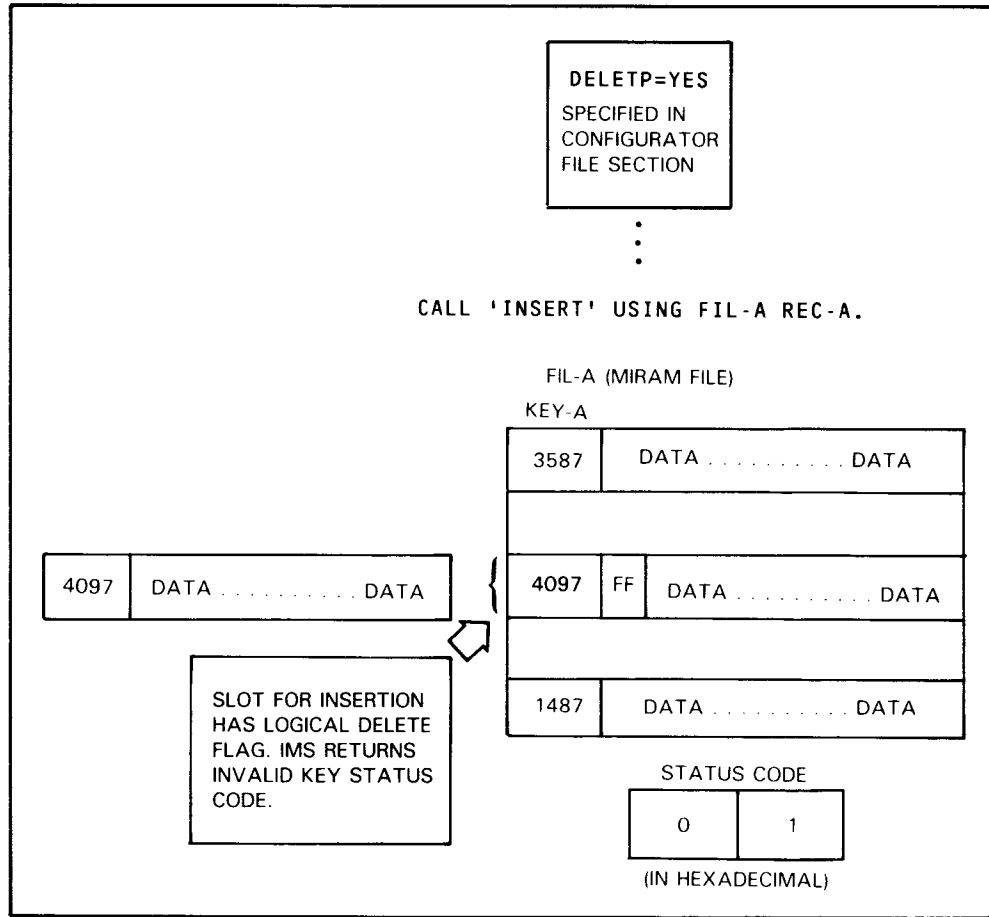 DELETP=YES
SPECIFIED IN
CONFIGURATOR
FILE SECTION
CALL 'INSERT' USING FIL-A REC-A.
FIL-A (MIRAM FILE)
KEY-A
3587 DATA . . . . . . . . . . DATA
4097 DATA . . . . . . . . . . DATA
4097 FF DATA . . . . . . . . . . DATA
SLOT FOR INSERTION
HAS LOGICAL DELETE
FLAG. IMS RETURNS
INVALID KEY STATUS
CODE.
1487 DATA . . . . . . . . . . DATA
STATUS CODE
0 1
(IN HEXADECIMAL)